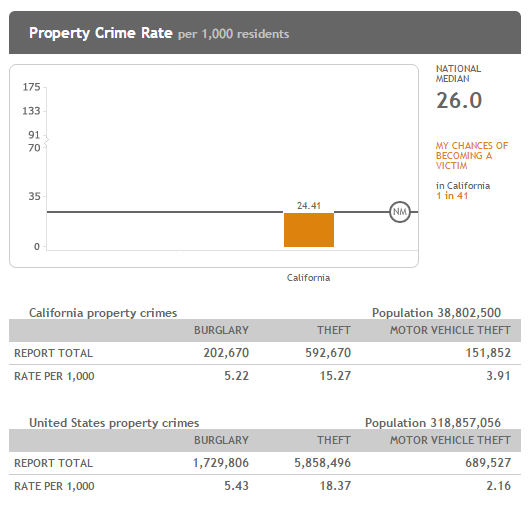 Property Crime Rate per 1,000 residents
NATIONAL
MEDIAN
26.0
MY CHANCES OF
BECOMING A
VICTIM
in California
1 in 41
175
133
91
70
35
0
24.41
NM
California
California property crimes Population 38,802,500
BURGLARY THEFT MOTOR VEHICLE THEFT
REPORT TOTAL 202,670 592,670 151,852
RATE PER 1,000 5.22 15.27 3.91
United States property crimes Population 318,857,056
BURGLARY THEFT MOTOR VEHICLE THEFT
REPORT TOTAL 1,729,806 5,858,496 689,527
RATE PER 1,000 5.43 18.37 2.16